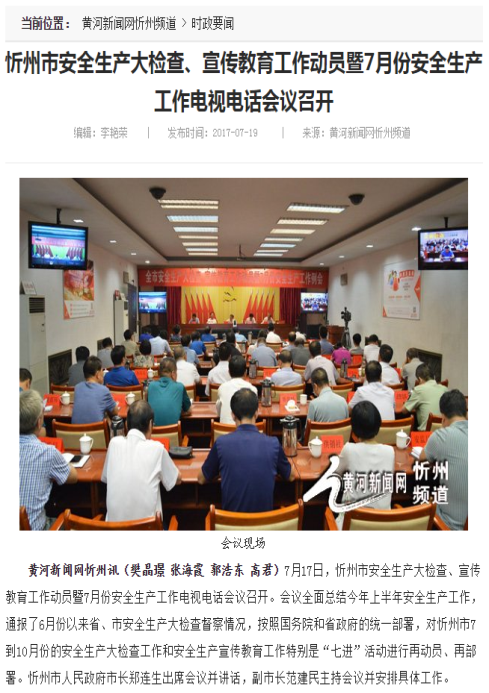 当前位置： 黄河新闻网忻州频道 > 时政要闻
忻州市安全生产大检查、宣传教育工作动员暨7月份安全生产
工作电视电话会议召开
编辑：李艳荣 | 发布时间：2017-07-19 | 来源：黄河新闻网忻州频道
黄河新闻网
忻州
频道
会议现场
黄河新闻网忻州讯（樊晶璟 张海霞 郭浩东 高君）7月17日，忻州市安全生产大检查、宣传
教育工作动员暨7月份安全生产工作电视电话会议召开。会议全面总结今年上半年安全生产工作，
通报了6月份以来省、市安全生产大检查督察情况，按照国务院和省政府的统一部署，对忻州市7
到10月份的安全生产大检查工作和安全生产宣传教育工作特别是“七进”活动进行再动员、再部
署。忻州市人民政府市长郑连生出席会议并讲话，副市长范建民主持会议并安排具体工作。